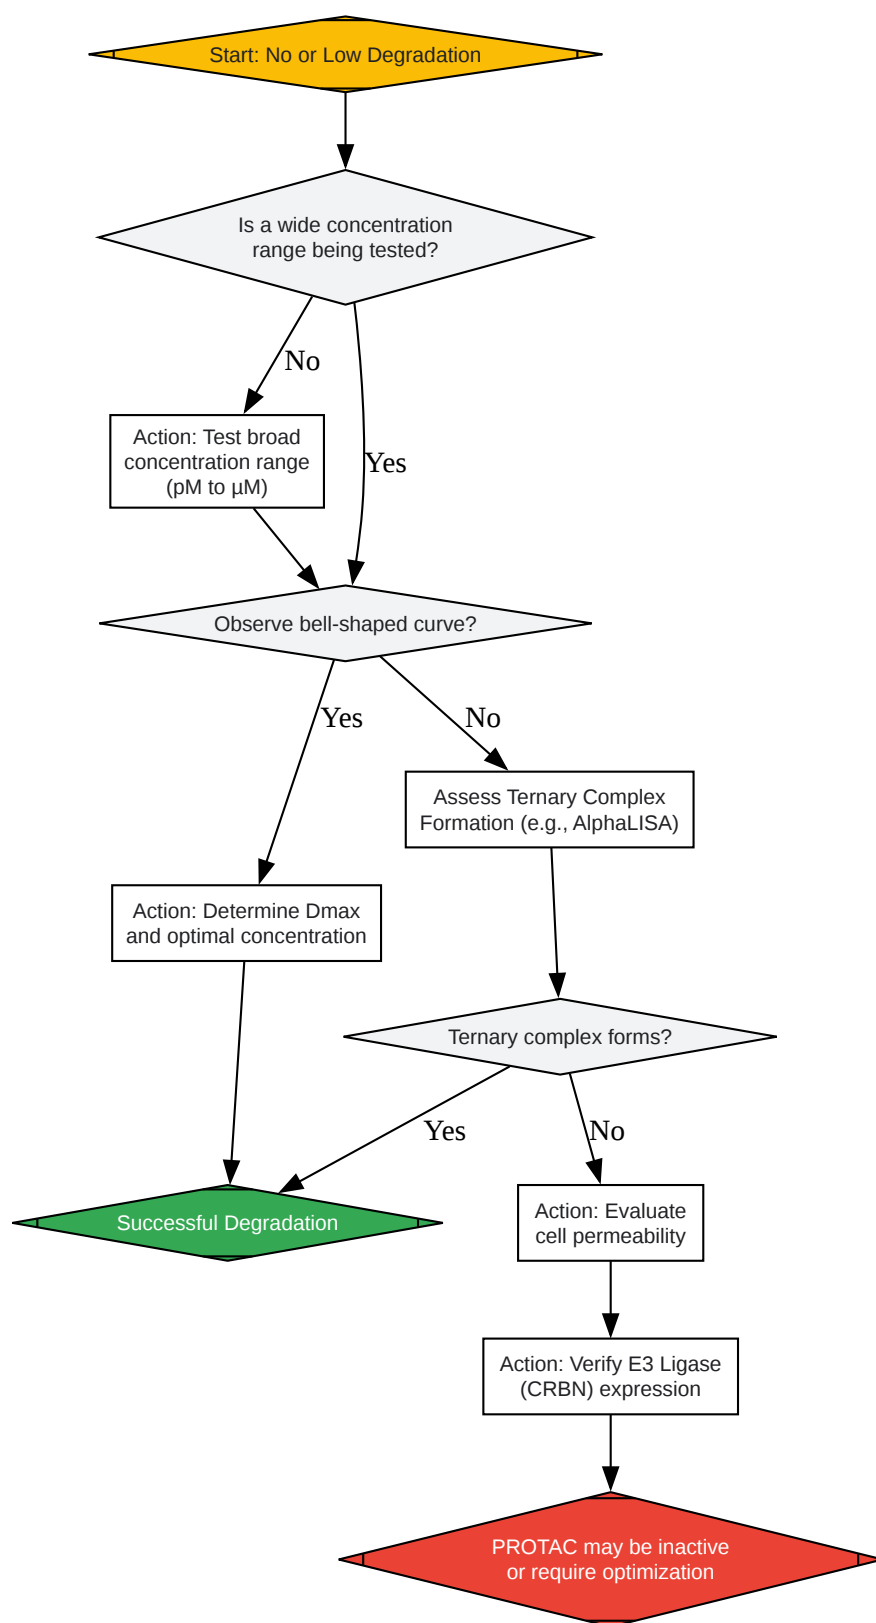 Start: No or Low Degradation
Is a wide concentration
range being tested?
No
Yes
Action: Test broad
concentration range
(pM to µM)
Observe bell-shaped curve?
Yes
No
Assess Ternary Complex
Formation (e.g., AlphaLISA)
Action: Determine Dmax
and optimal concentration
Ternary complex forms?
Yes
No
Successful Degradation
Action: Evaluate
cell permeability
Action: Verify E3 Ligase
(CRBN) expression
PROTAC may be inactive
or require optimization